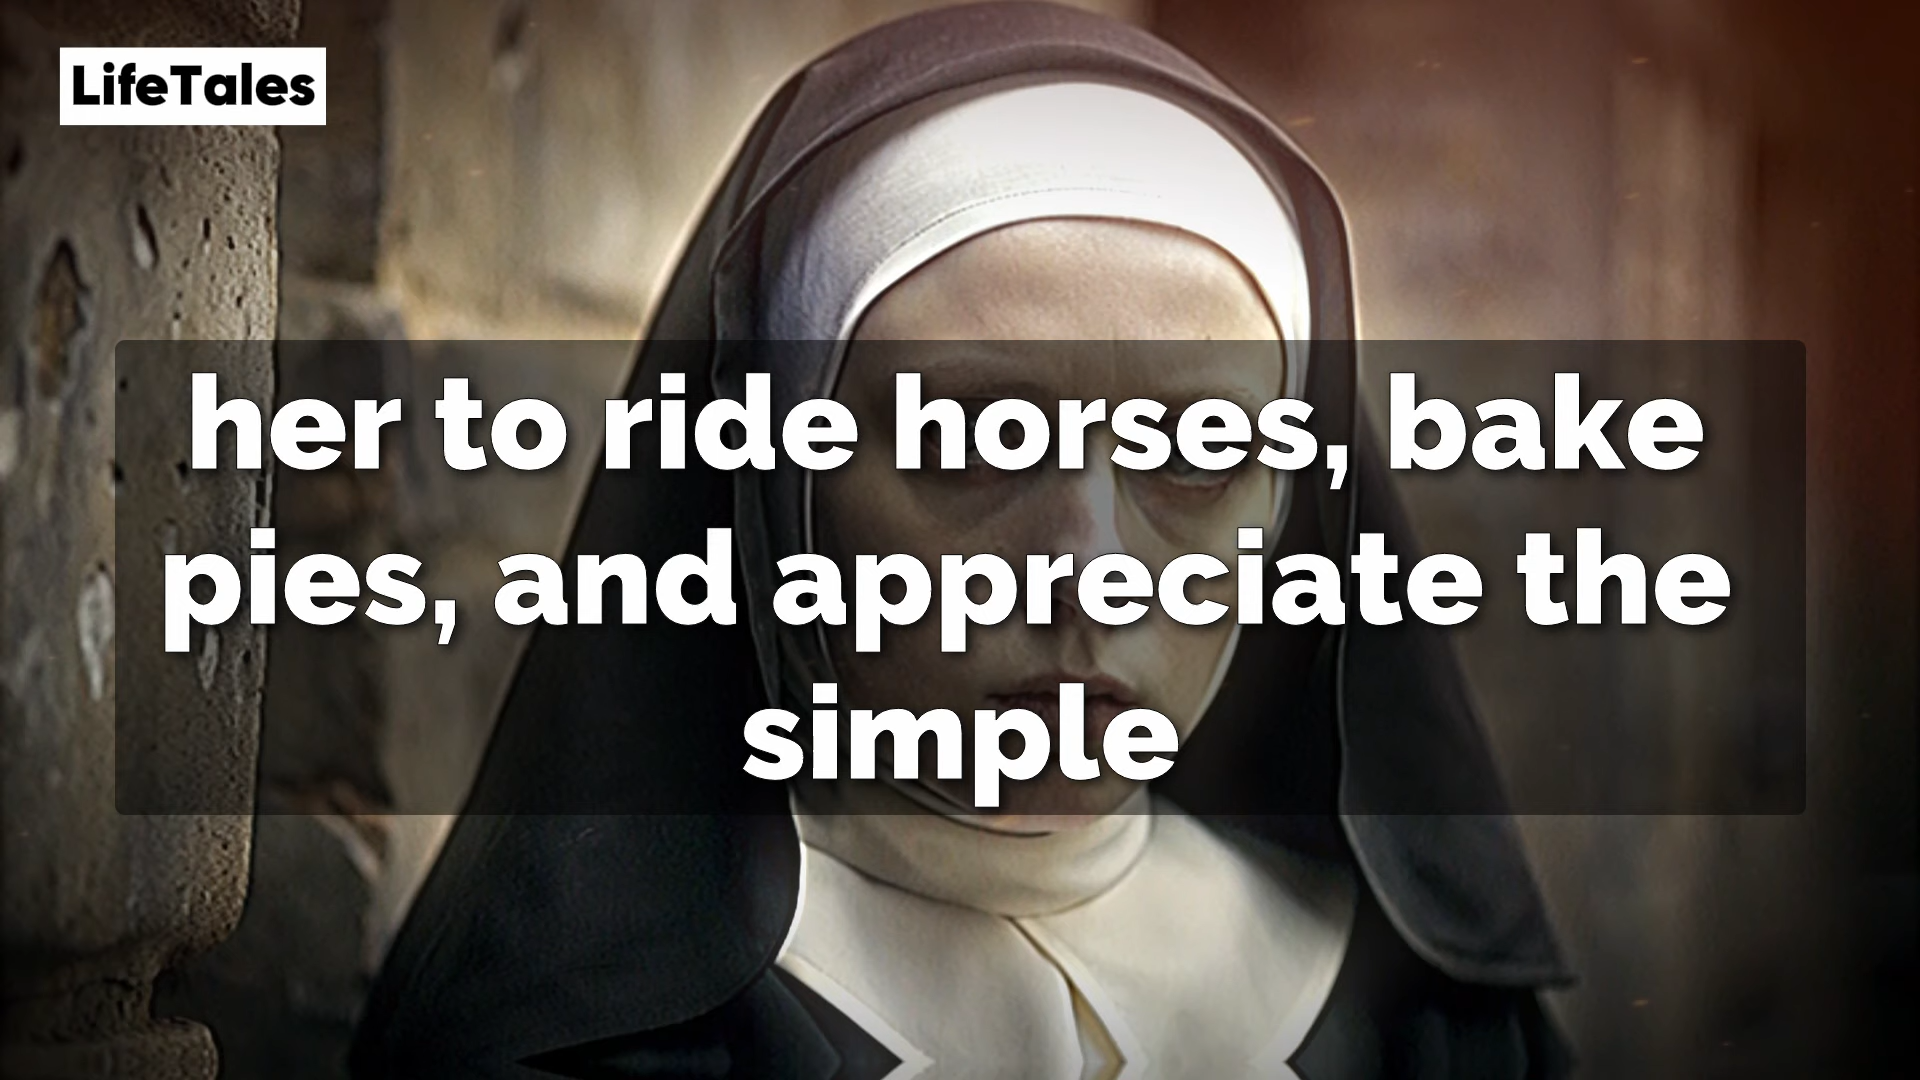 LifeTales
her to ride horses, bake
pies, and appreciate the
simple